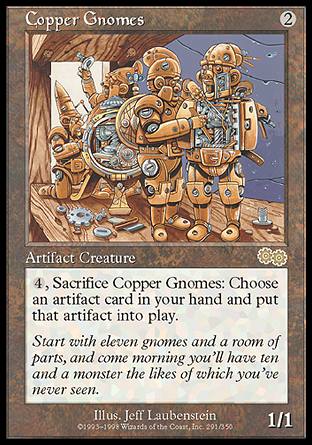 Copper Gnomes 2
Artifact Creature
4, Sacrifice Copper Gnomes: Choose
an artifact card in your hand and put
that artifact into play.
Start with eleven gnomes and a room of
parts, and come morning you'll have ten
and a monster the likes of which you've
never seen.
Illus. Jeff Laubenstein
©1993–1998 Wizards of the Coast, Inc. 291/350
1/1